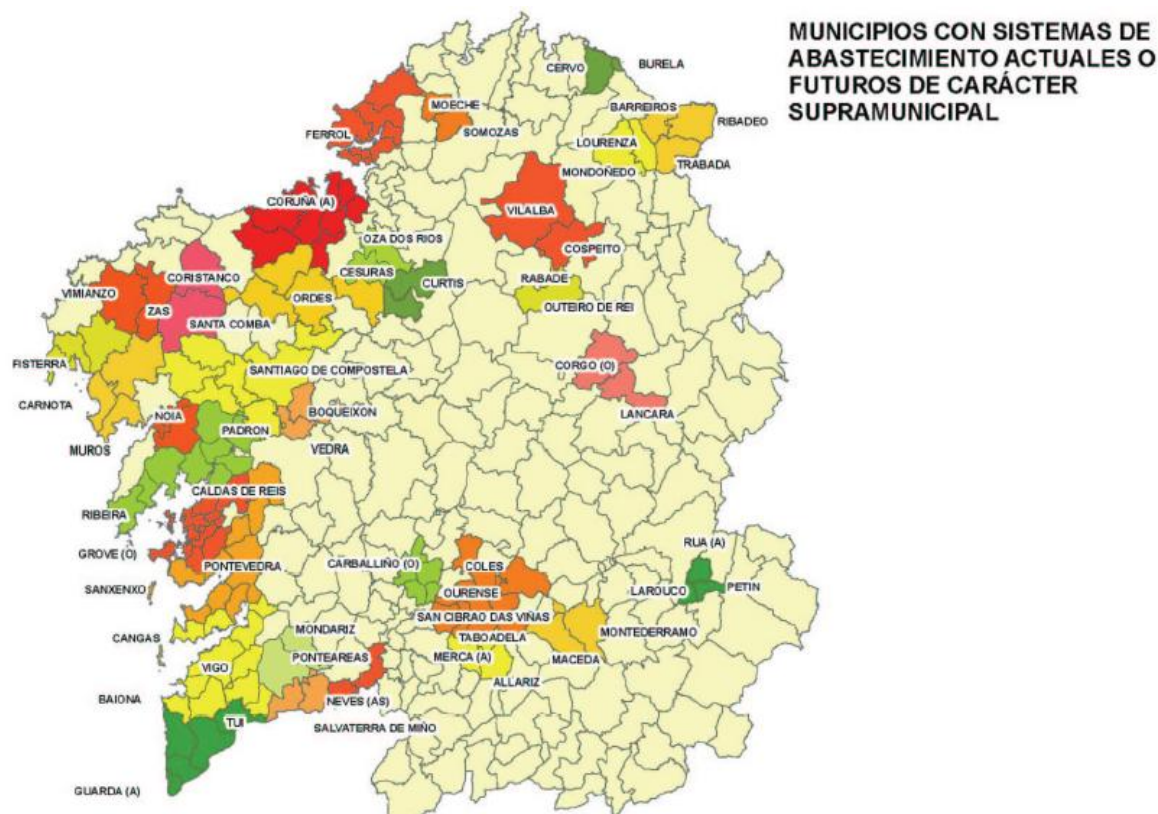 MUNICIPIOS CON SISTEMAS DE
ABASTECIMIENTO ACTUALES O
FUTUROS DE CARÁCTER
SUPRAMUNICIPAL
CERVO
BURELA
MOECHE
BARREIROS
RIBADEO
FERROL
SOMOZAS
LOURENZA
TRABADA
MONDOÑEDO
CORUÑA (A)
VILALBA
OZA DOS RIOS
COSPEITO
CESURAS
CORISTANCO
RABADE
CURTIS
VIMIANZO
ORDES
OUTEIRO DE REI
ZAS
SANTA COMBA
FISTERRA
SANTIAGO DE COMPOSTELA
CORGO (O)
CARNOTA
BOQUEIXON
LANCARA
NOIA
PADRON
MUROS
VEDRA
CALDAS DE REIS
RIBEIRA
RUA (A)
GROVE (O)
PONTEVEDRA
CARBALLIÑO (O)
COLES
SANXENXO
OURENSE
LAROUCO
PETIN
SAN CIBRAO DAS VIÑAS
MONDARIZ
MONTEDERRAMO
CANGAS
TABOADELA
PONTEAREAS
MERCA (A)
MACEDA
VIGO
ALLARIZ
BAIONA
NEVES (AS)
TUI
SALVATERRA DE MIÑO
GUARDA (A)